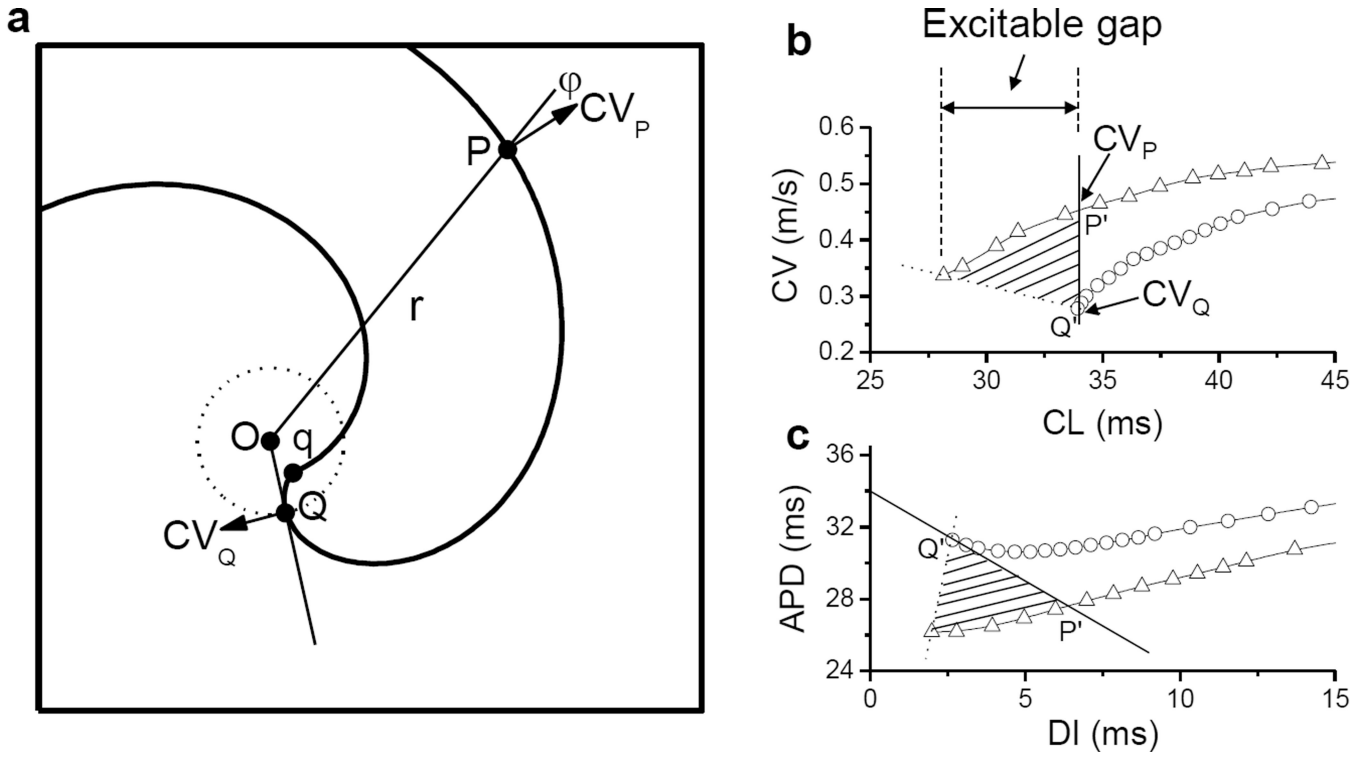 a
φ
CV_P
P
r
O
q
Q
CV_Q
b
Excitable gap
CV (m/s)
0.6
0.5
0.4
0.3
0.2
CV_P
P'
Q'
CV_Q
25 30 35 40 45
CL (ms)
c
APD (ms)
36
32
28
24
Q'
P'
0 5 10 15
DI (ms)